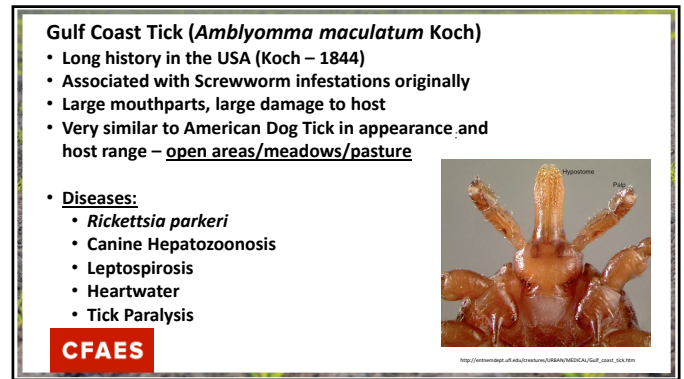 Gulf Coast Tick (Amblyomma maculatum Koch)
• Long history in the USA (Koch – 1844)
• Associated with Screwworm infestations originally
• Large mouthparts, large damage to host
• Very similar to American Dog Tick in appearance and
host range – open areas/meadows/pasture
• Diseases:
• Rickettsia parkeri
• Canine Hepatozoonosis
• Leptospirosis
• Heartwater
• Tick Paralysis
Hypostome
Palp
CFAES
http://entnemdept.ufl.edu/creatures/URBAN/MEDICAL/Gulf_coast_tick.htm